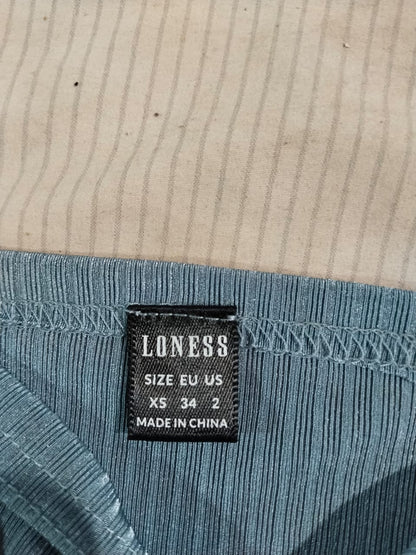 LONESS
SIZE EU US
XS 34 2
MADE IN CHINA